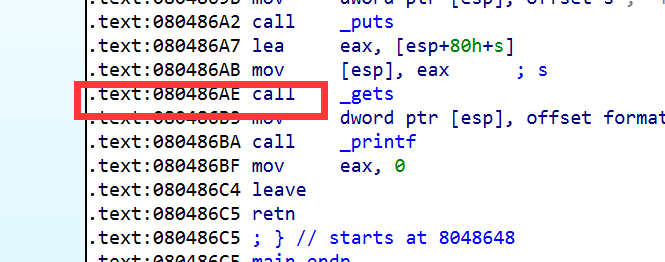 .text:0804869B mov     dword ptr [esp], offset s ;
.text:080486A2 call    _puts
.text:080486A7 lea     eax, [esp+80h+s]
.text:080486AB mov     [esp], eax      ; s
.text:080486AE call    _gets
.text:080486B3 mov     dword ptr [esp], offset format
.text:080486BA call    _printf
.text:080486BF mov     eax, 0
.text:080486C4 leave
.text:080486C5 retn
.text:080486C5 ; } // starts at 8048648
.text:080486C5 main endp